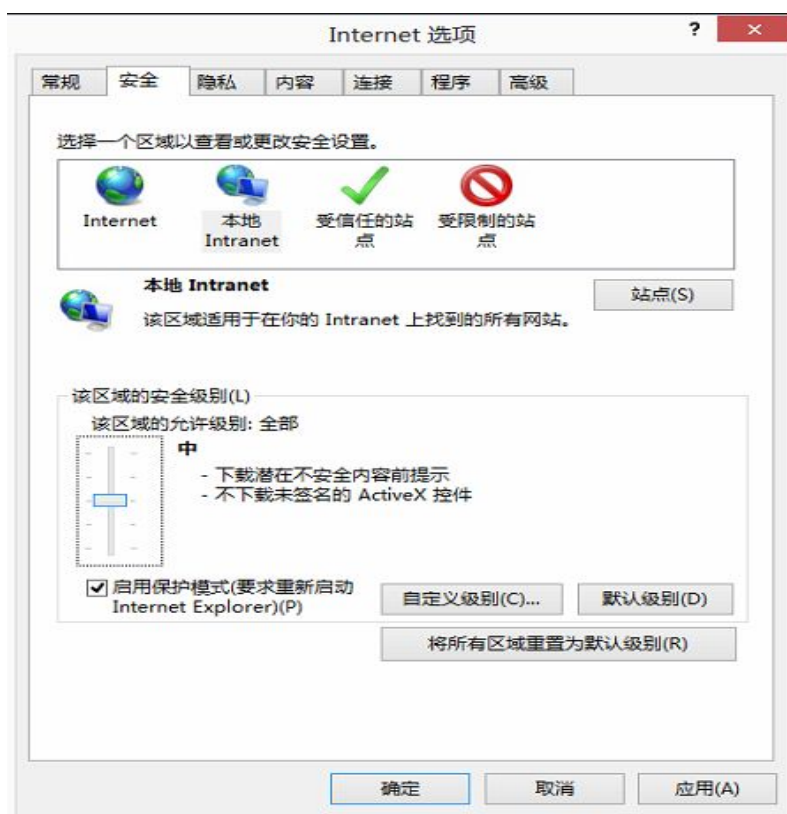 Internet 选项
?
常规 安全 隐私 内容 连接 程序 高级
选择一个区域以查看或更改安全设置。
Internet 本地 受信任的站 受限制的站
Intranet 点 点
本地 Intranet
站点(S)
该区域适用于在你的 Intranet 上找到的所有网站。
该区域的安全级别(L)
该区域的允许级别: 全部
中
- 下载潜在不安全内容前提示
- 不下载未签名的 ActiveX 控件
启用保护模式(要求重新启动
Internet Explorer)(P)
自定义级别(C)... 默认级别(D)
将所有区域重置为默认级别(R)
确定 取消 应用(A)